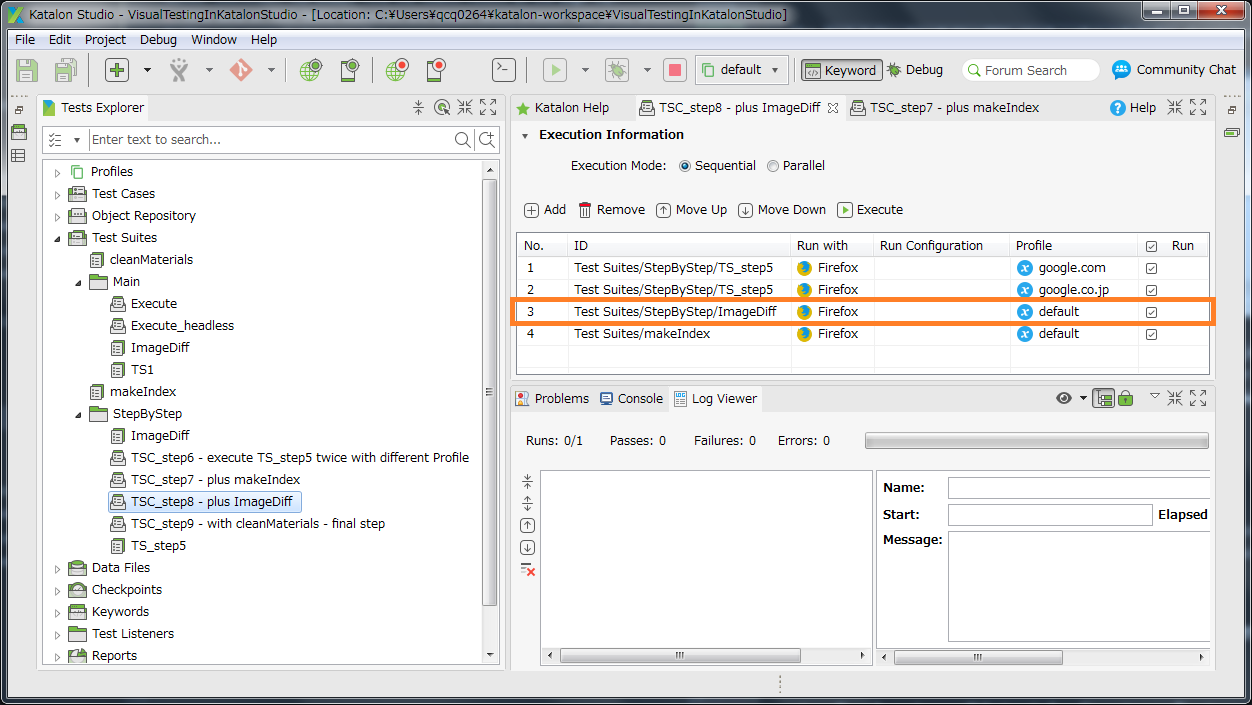 Katalon Studio - VisualTestingInKatalonStudio - [Location: C:¥Users¥qcq0264¥katalon-workspace¥VisualTestingInKatalonStudio]
File Edit Project Debug Window Help
default Keyword Debug Forum Search Community Chat
Tests Explorer
Enter text to search...
Profiles
Test Cases
Object Repository
Test Suites
cleanMaterials
Main
Execute
Execute_headless
ImageDiff
TS1
makeIndex
StepByStep
ImageDiff
TSC_step6 - execute TS_step5 twice with different Profile
TSC_step7 - plus makeIndex
TSC_step8 - plus ImageDiff
TSC_step9 - with cleanMaterials - final step
TS_step5
Data Files
Checkpoints
Keywords
Test Listeners
Reports
Katalon Help TSC_step8 - plus ImageDiff TSC_step7 - plus makeIndex Help
Execution Information
Execution Mode: Sequential Parallel
Add Remove Move Up Move Down Execute
No. ID Run with Run Configuration Profile Run
1 Test Suites/StepByStep/TS_step5 Firefox google.com
2 Test Suites/StepByStep/TS_step5 Firefox google.co.jp
3 Test Suites/StepByStep/ImageDiff Firefox default
4 Test Suites/makeIndex Firefox default
Problems Console Log Viewer
Runs: 0/1 Passes: 0 Failures: 0 Errors: 0
Name:
Start: Elapsed
Message: